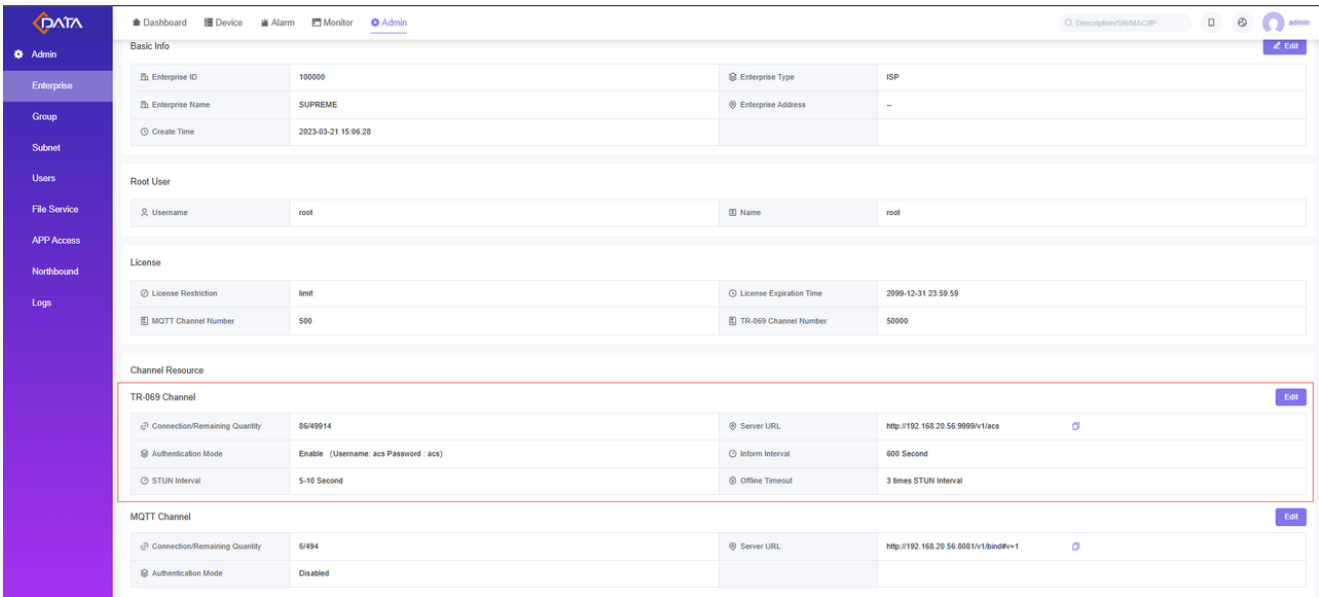 DATA
Dashboard Device Alarm Monitor Admin
Description/SN/MAC/IP
admin
Admin
Enterprise
Group
Subnet
Users
File Service
APP Access
Northbound
Logs
Basic Info
Edit
Enterprise ID 100000 Enterprise Type ISP
Enterprise Name SUPREME Enterprise Address --
Create Time 2023-03-21 15:06:28
Root User
Username root Name root
License
License Restriction limit License Expiration Time 2099-12-31 23:59:59
MQTT Channel Number 500 TR-069 Channel Number 50000
Channel Resource
TR-069 Channel
Edit
Connection/Remaining Quantity 86/49914 Server URL http://192.168.20.56:9999/v1/acs
Authentication Mode Enable (Username: acs Password : acs) Inform Interval 600 Second
STUN Interval 5-10 Second Offline Timeout 3 times STUN Interval
MQTT Channel
Edit
Connection/Remaining Quantity 6/494 Server URL http://192.168.20.56:8081/v1/bind#v=1
Authentication Mode Disabled